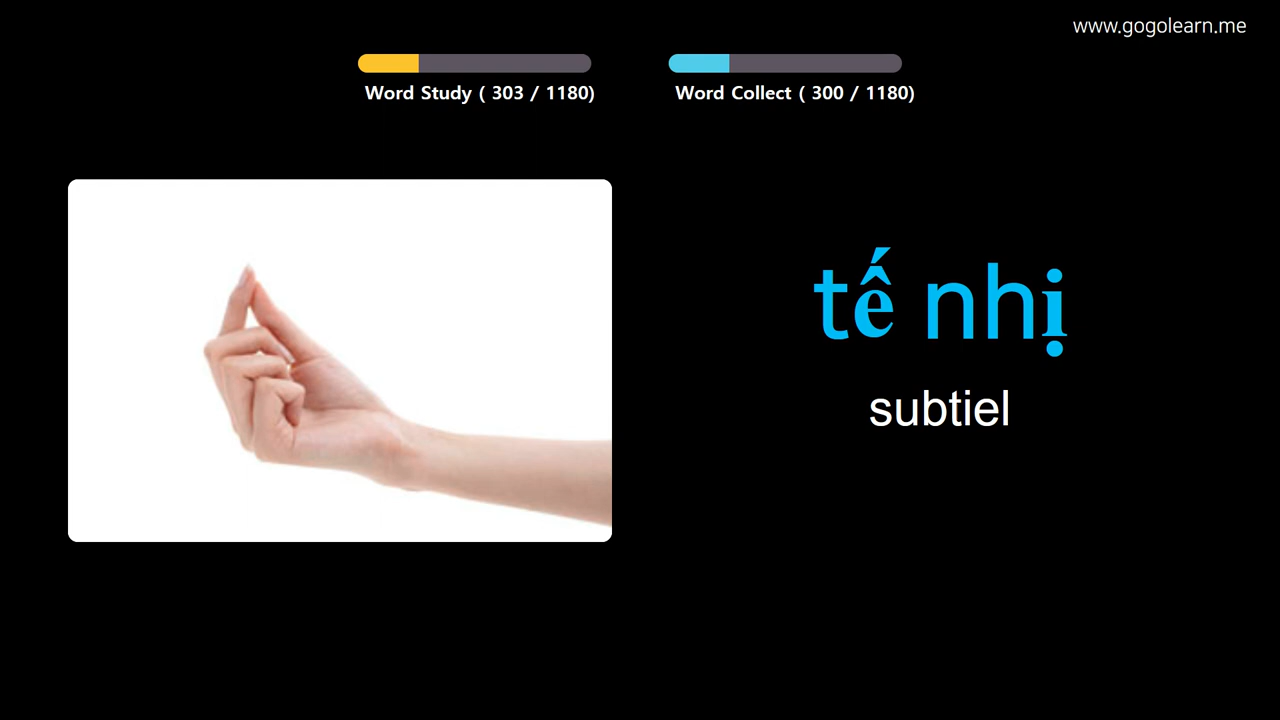 www.gogolearn.me
Word Study ( 303 / 1180)
Word Collect ( 300 / 1180)
tế nhị
subtiel